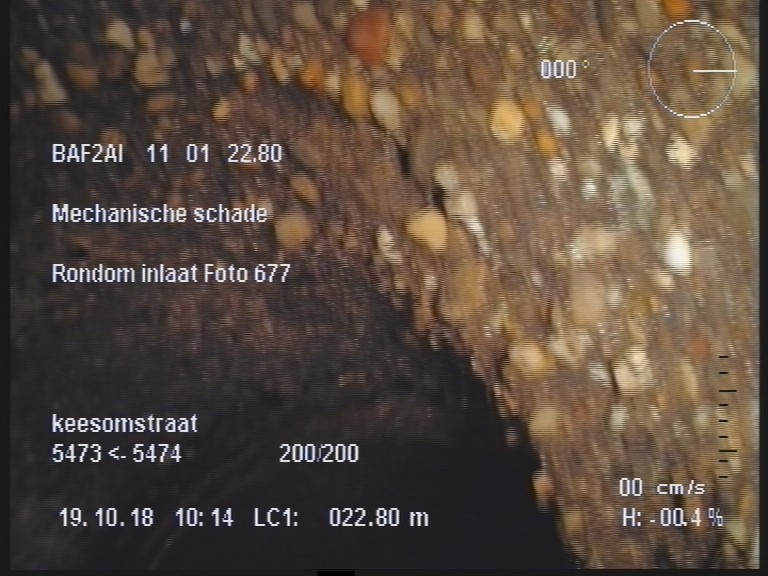 000 °
BAF2AI 11 01 22.80
Mechanische schade
Rondom inlaat Foto 677
keesomstraat
5473 <- 5474 200/200
00 cm/s
19.10.18 10:14 LC1: 022.80 m H: -00.4 %